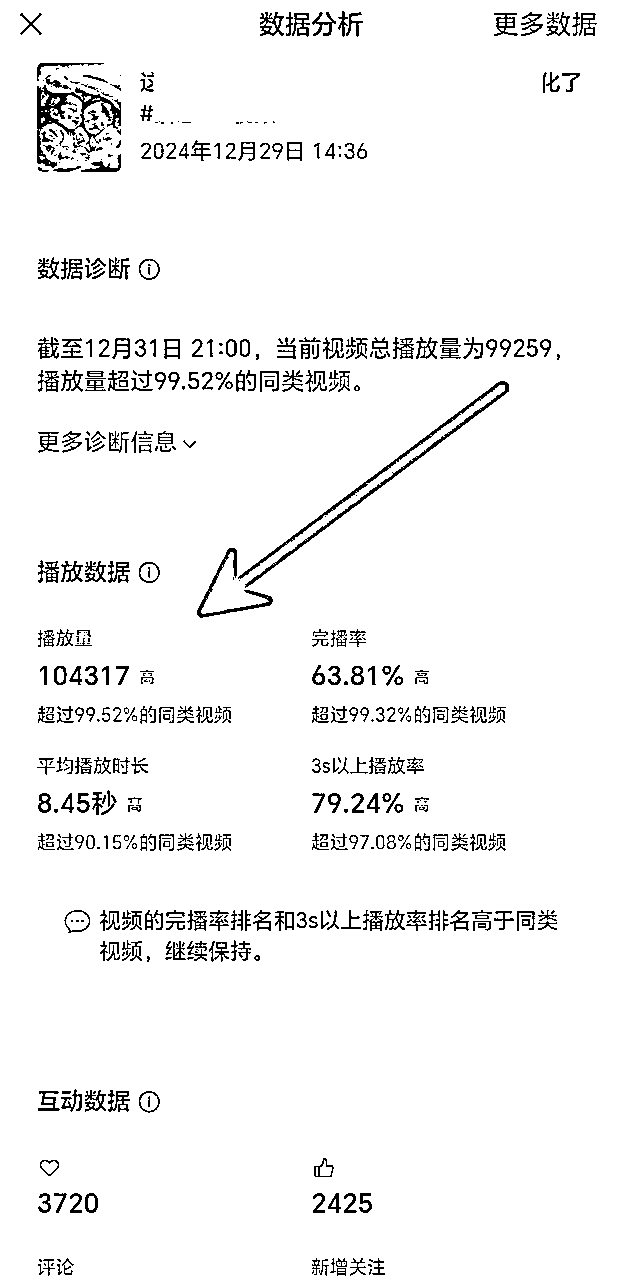 数据分析
更多数据
这
化了
#
2024年12月29日 14:36
数据诊断
截至12月31日 21:00，当前视频总播放量为99259，
播放量超过99.52%的同类视频。
更多诊断信息
播放数据
播放量
完播率
104317 高
63.81% 高
超过99.52%的同类视频
超过99.32%的同类视频
平均播放时长
3s以上播放率
8.45秒 高
79.24% 高
超过90.15%的同类视频
超过97.08%的同类视频
视频的完播率排名和3s以上播放率排名高于同类
视频，继续保持。
互动数据
3720
2425
评论
新增关注